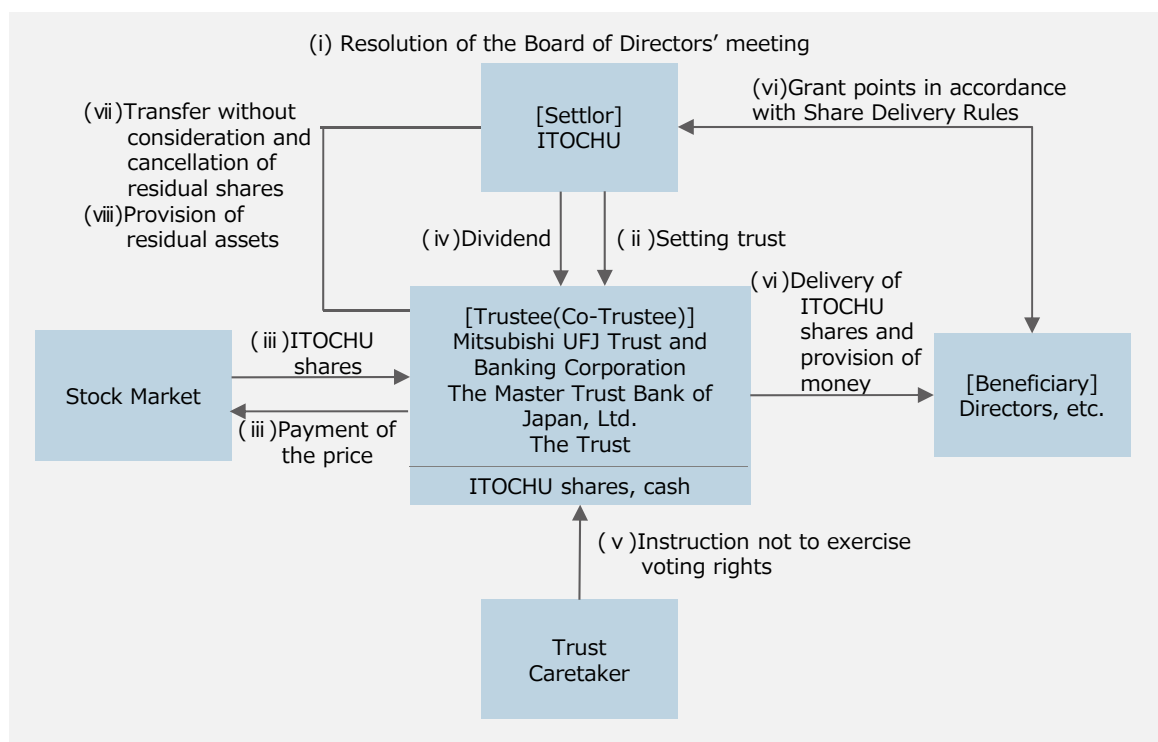 (i) Resolution of the Board of Directors’ meeting
(ⅶ)Transfer without
consideration and
cancellation of
residual shares
(ⅷ)Provision of
residual assets
[Settlor]
ITOCHU
(ⅵ)Grant points in accordance
with Share Delivery Rules
(ⅳ)Dividend
(ⅱ)Setting trust
(ⅵ)Delivery of
ITOCHU
shares and
provision of
money
Stock Market
(ⅲ)ITOCHU
shares
(ⅲ)Payment of
the price
[Trustee(Co-Trustee)]
Mitsubishi UFJ Trust and
Banking Corporation
The Master Trust Bank of
Japan, Ltd.
The Trust
ITOCHU shares, cash
[Beneficiary]
Directors, etc.
(ⅴ)Instruction not to exercise
voting rights
Trust
Caretaker